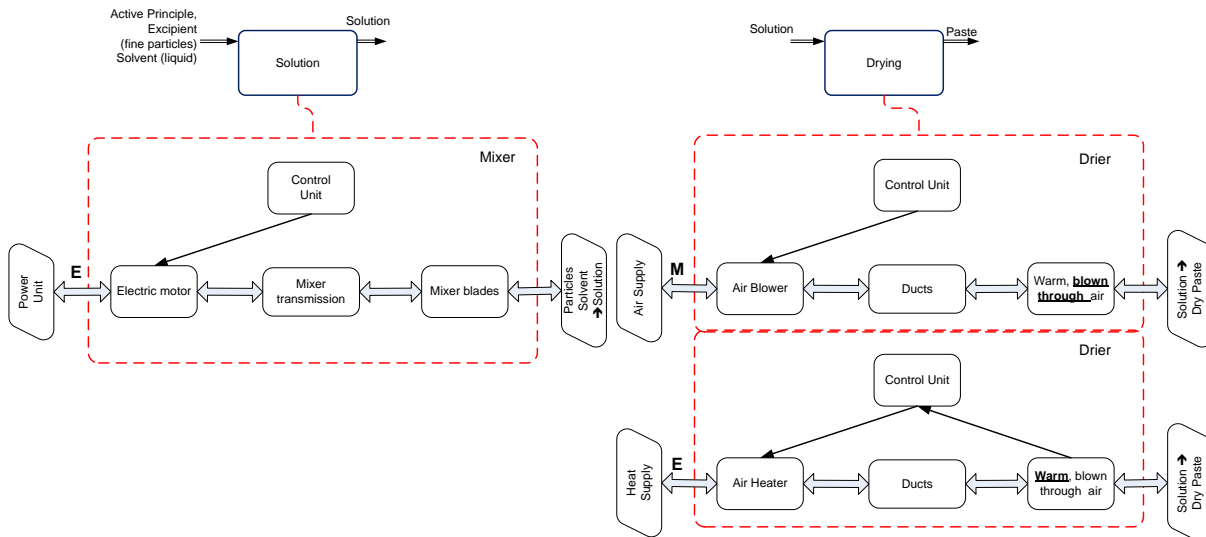 Active Principle,
Excipient
(fine particles)
Solvent (liquid)
Solution
Solution
Mixer
Control
Unit
Power
Unit
E
Electric motor
Mixer
transmission
Mixer blades
Particles
Solvent
➔Solution
Solution
Paste
Drying
Drier
Control Unit
Air Supply
M
Air Blower
Ducts
Warm, blown
through air
Solution ➔
Dry Paste
Drier
Control Unit
Heat
Supply
E
Air Heater
Ducts
Warm, blown
through air
Solution ➔
Dry Paste